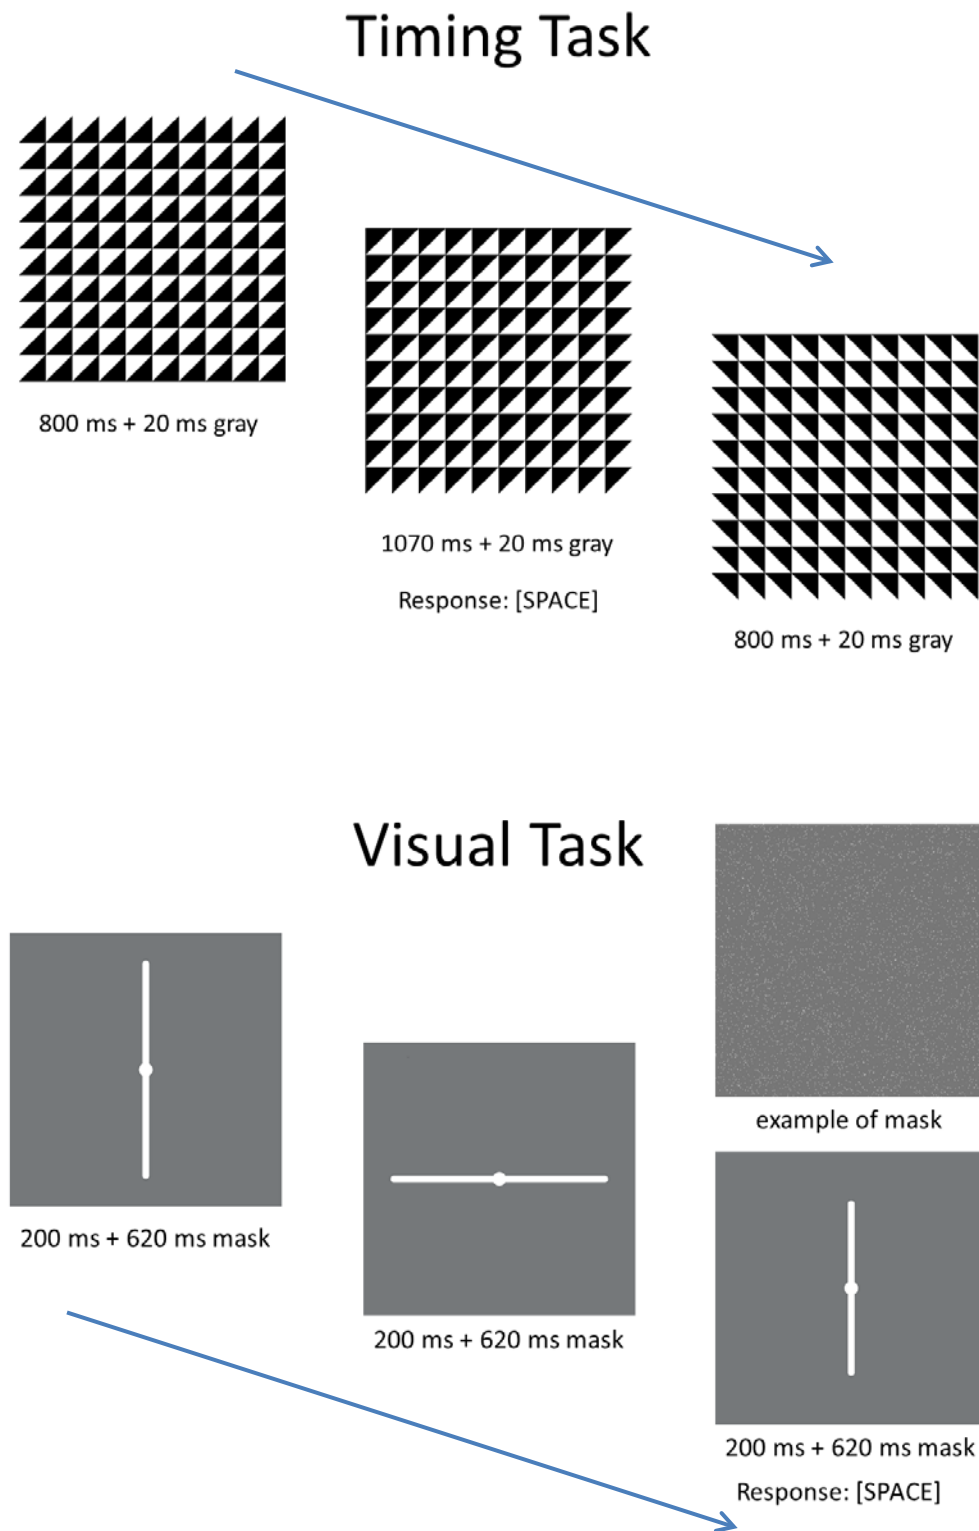 Timing Task
800 ms + 20 ms gray
1070 ms + 20 ms gray
Response: [SPACE]
800 ms + 20 ms gray
Visual Task
example of mask
200 ms + 620 ms mask
200 ms + 620 ms mask
200 ms + 620 ms mask
Response: [SPACE]